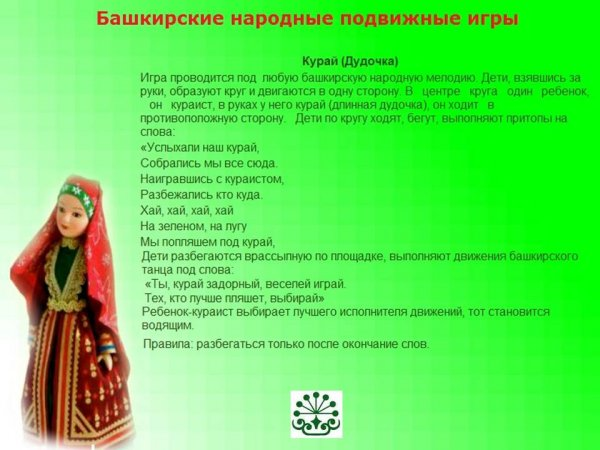 Башкирские народные подвижные игры
Курай (Дудочка)
Игра проводится под любую башкирскую народную мелодию. Дети, взявшись за
руки, образуют круг и двигаются в одну сторону. В центре круга один ребенок,
он кураист, в руках у него курай (длинная дудочка), он ходит в
противоположную сторону. Дети по кругу ходят, бегут, выполняют притопы на
слова:
«Услыхали наш курай,
Собрались мы все сюда.
Наигравшись с кураистом,
Разбежались кто куда.
Хай, хай, хай, хай
На зеленом, на лугу
Мы попляшем под курай,
Дети разбегаются врассыпную по площадке, выполняют движения башкирского
танца под слова:
«Ты, курай задорный, веселей играй.
Тех, кто лучше пляшет, выбирай»
Ребенок-кураист выбирает лучшего исполнителя движений, тот становится
водящим.
Правила: разбегаться только после окончание слов.